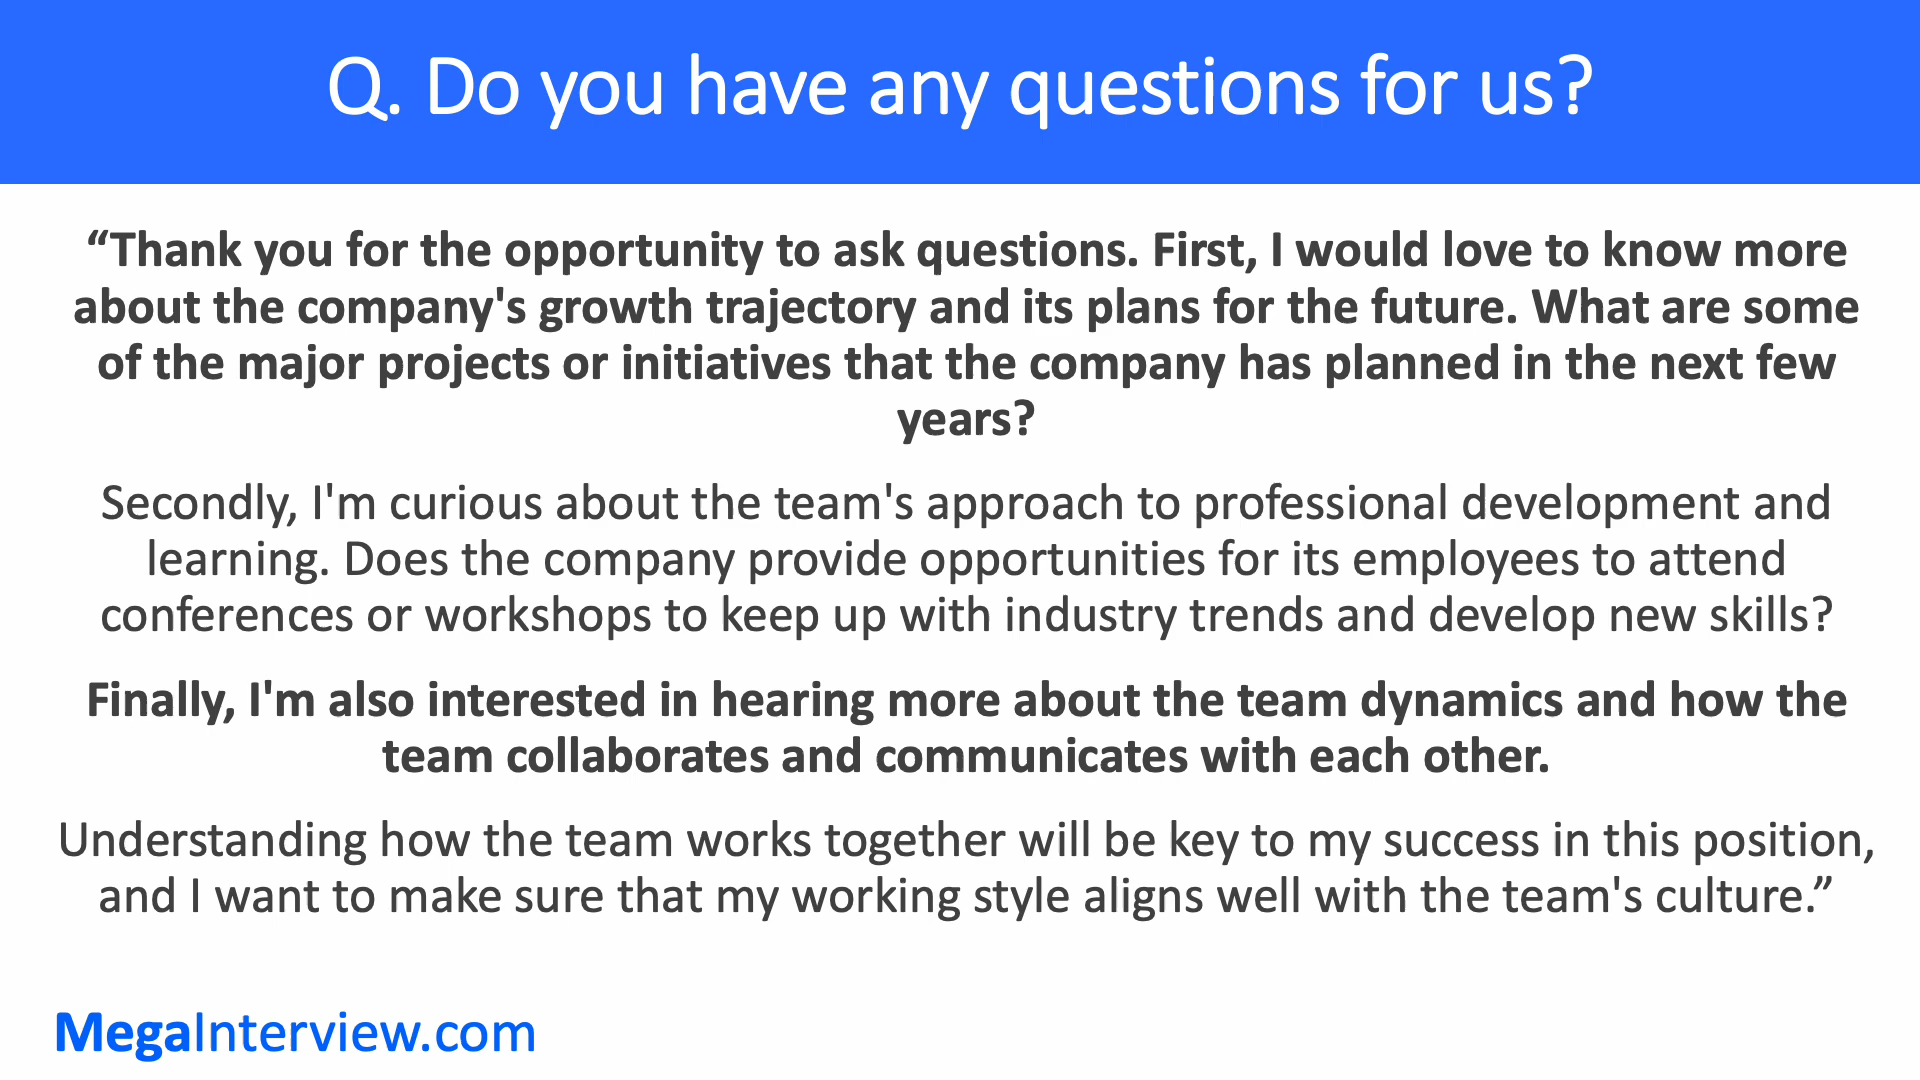 Q. Do you have any questions for us?
“Thank you for the opportunity to ask questions. First, I would love to know more
about the company's growth trajectory and its plans for the future. What are some
of the major projects or initiatives that the company has planned in the next few
years?
Secondly, I'm curious about the team's approach to professional development and
learning. Does the company provide opportunities for its employees to attend
conferences or workshops to keep up with industry trends and develop new skills?
Finally, I'm also interested in hearing more about the team dynamics and how the
team collaborates and communicates with each other.
Understanding how the team works together will be key to my success in this position,
and I want to make sure that my working style aligns well with the team's culture.”
MegaInterview.com